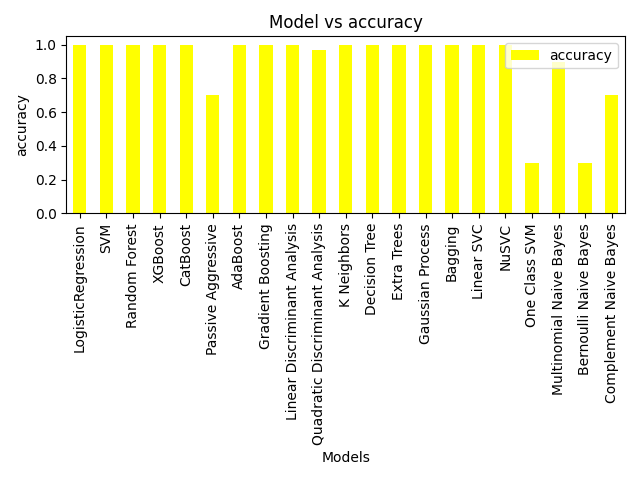 Model vs accuracy
accuracy
1.0
0.8
0.6
0.4
0.2
0.0
accuracy
LogisticRegression
SVM
Random Forest
XGBoost
CatBoost
Passive Aggressive
AdaBoost
Gradient Boosting
Linear Discriminant Analysis
Quadratic Discriminant Analysis
K Neighbors
Decision Tree
Extra Trees
Gaussian Process
Bagging
Linear SVC
NuSVC
One Class SVM
Multinomial Naive Bayes
Bernoulli Naive Bayes
Complement Naive Bayes
Models